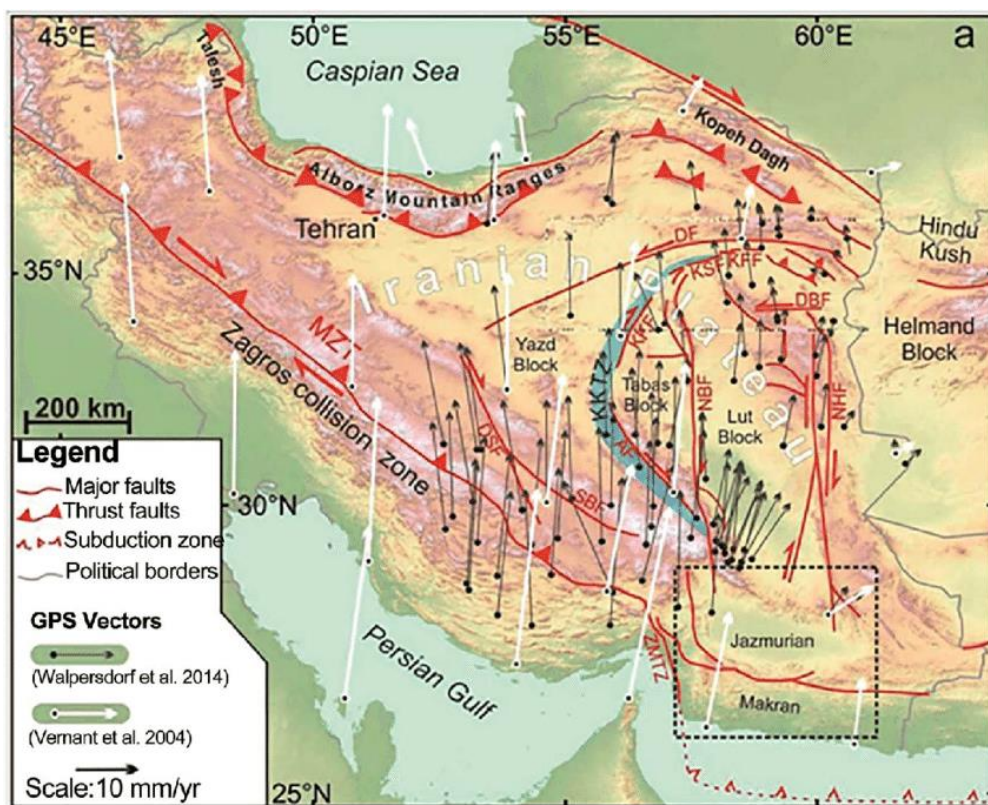 45°E
50°E
55°E
60°E
a
Talesh
Caspian Sea
Kopeh Dagh
Alborz Mountain Ranges
Tehran
Hindu
Kush
DF
35°N
Iranian Plateau
KSF
KFF
DBF
Helmand
Block
MZT
Yazd
Block
KKF
KKTZ
Tabas
Block
NBF
Lut
Block
NHF
200 km
Zagros collision
zone
DSF
AF
SBF
30°N
Legend
Major faults
Thrust faults
Subduction zone
Political borders
GPS Vectors
(Walpersdorf et al. 2014)
(Vernant et al. 2004)
Scale:10 mm/yr
Persian Gulf
ZMTZ
Jazmurian
Makran
25°N